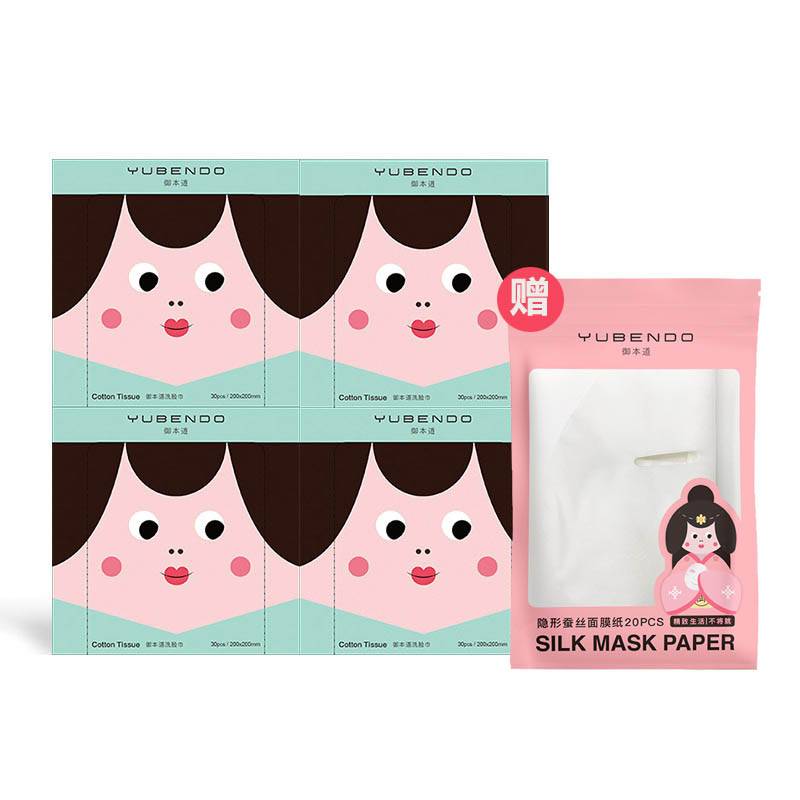 YUBENDO
御本道
Cotton Tissue 御本道洗脸巾 30pcs / 200x200mm
YUBENDO
御本道
Cotton Tissue 御本道洗脸巾 30pcs / 200x200mm
YUBENDO
御本道
Cotton Tissue 御本道洗脸巾 30pcs / 200x200mm
YUBENDO
御本道
Cotton Tissue 御本道洗脸巾 30pcs / 200x200mm
赠
YUBENDO
御本道
隐形蚕丝面膜纸20PCS
精致生活|不将就
SILK MASK PAPER